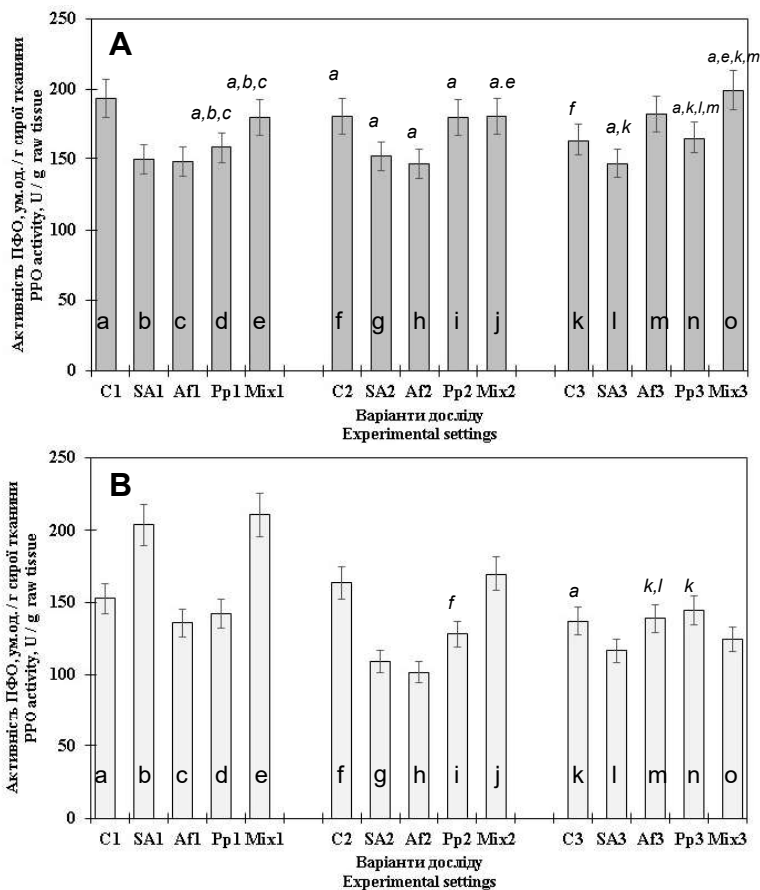 A
250
200
150
100
50
0
Активність ПФО, ум.од. / г сирої тканини
PPO activity, U / g raw tissue
a,b,c
a,b,c
a
a
a
a
a.e
f
a,k
a,k,l,m
a,e,k,m
a b c d e f g h i j k l m n o
C1 SA1 Af1 Pp1 Mix1 C2 SA2 Af2 Pp2 Mix2 C3 SA3 Af3 Pp3 Mix3
Варіанти досліду
Experimental settings
B
250
200
150
100
50
0
Активність ПФО, ум.од. / г сирої тканини
PPO activity, U / g raw tissue
f
a
k,l
k
a b c d e f g h i j k l m n o
C1 SA1 Af1 Pp1 Mix1 C2 SA2 Af2 Pp2 Mix2 C3 SA3 Af3 Pp3 Mix3
Варіанти досліду
Experimental settings